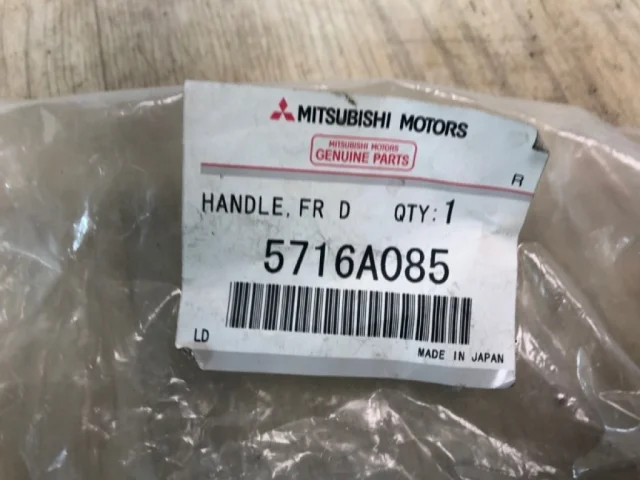 MITSUBISHI MOTORS
MITSUBISHI MOTORS
GENUINE PARTS
R
HANDLE, FR D QTY: 1
5716A085
LD
MADE IN JAPAN